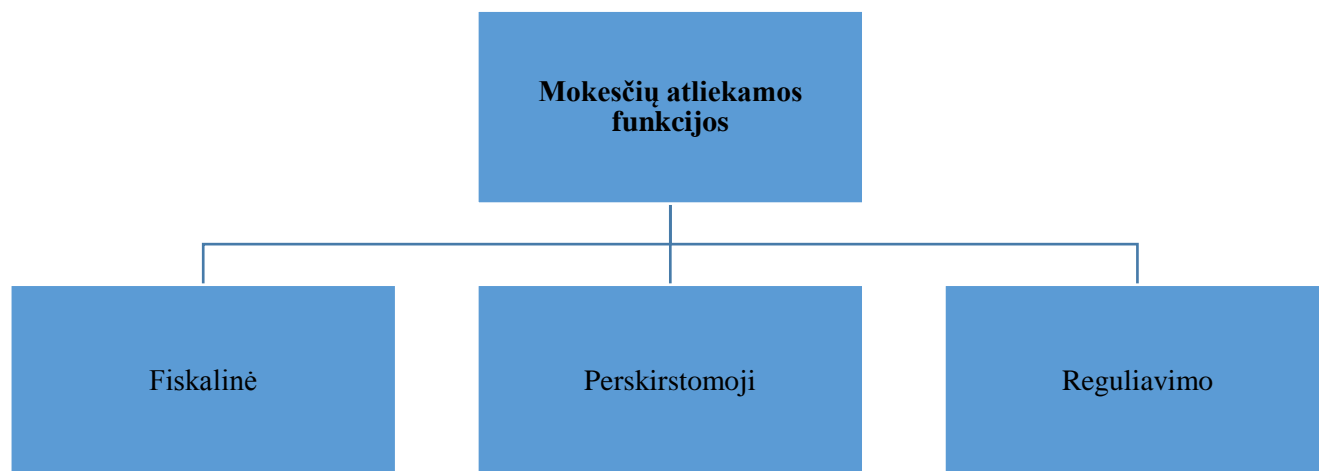 Mokesčių atliekamos
funkcijos
Fiskalinė
Perskirstomoji
Reguliavimo